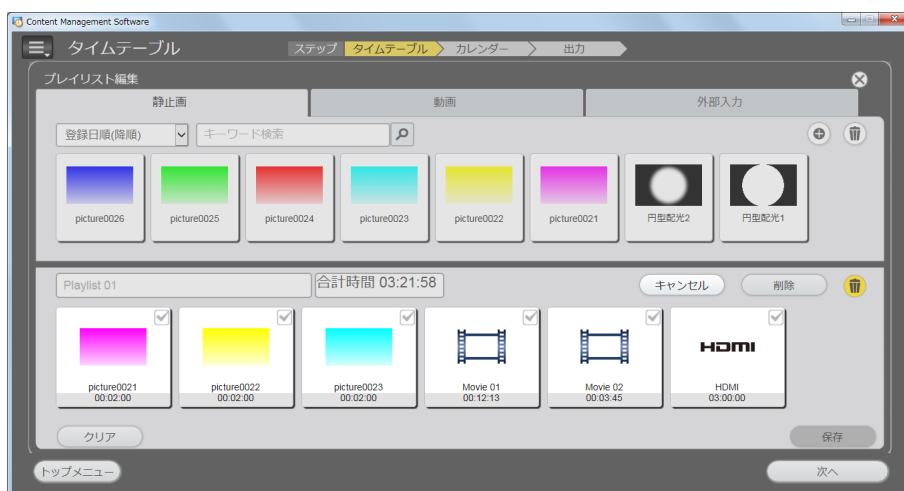 Content Management Software
タイムテーブル
ステップ タイムテーブル カレンダー 出力
プレイリスト編集
静止画 動画 外部入力
登録日順(降順) キーワード検索
picture0026 picture0025 picture0024 picture0023 picture0022 picture0021 円型配光2 円型配光1
Playlist 01 合計時間 03:21:58 キャンセル 削除
HDMI
picture0021 picture0022 picture0023 Movie 01 Movie 02 HDMI
00:02:00 00:02:00 00:02:00 00:12:13 00:03:45 03:00:00
クリア 保存
トップメニュー 次へ